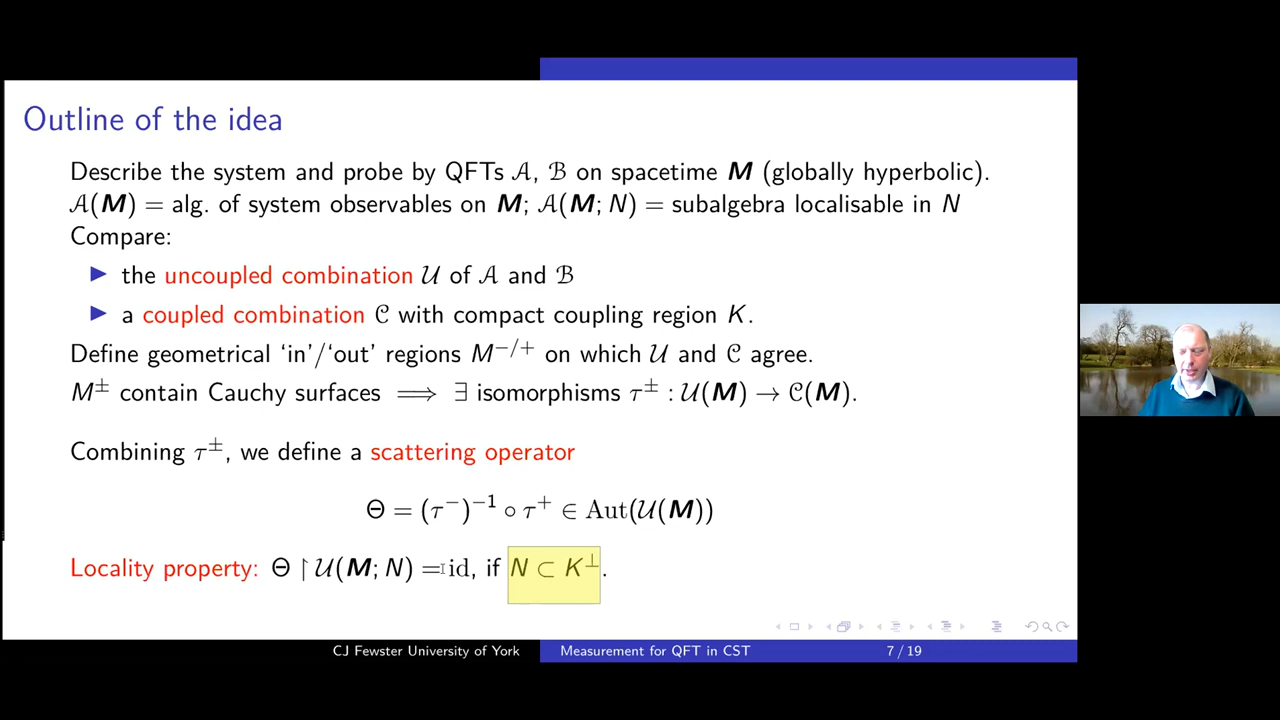 Outline of the idea
Describe the system and probe by QFTs 𝒜, ℬ on spacetime M (globally hyperbolic).
𝒜(M) = alg. of system observables on M; 𝒜(M; N) = subalgebra localisable in N
Compare:
▶ the uncoupled combination 𝒰 of 𝒜 and ℬ
▶ a coupled combination 𝒞 with compact coupling region K.
Define geometrical ‘in’/‘out’ regions M⁻/⁺ on which 𝒰 and 𝒞 agree.
M± contain Cauchy surfaces ⟹ ∃ isomorphisms τ± : 𝒰(M) → 𝒞(M).
Combining τ±, we define a scattering operator
Θ = (τ⁻)⁻¹ ∘ τ⁺ ∈ Aut(𝒰(M))
Locality property: Θ ↾ 𝒰(M; N) = id, if N ⊂ K⊥.
CJ Fewster University of York
Measurement for QFT in CST
7 / 19